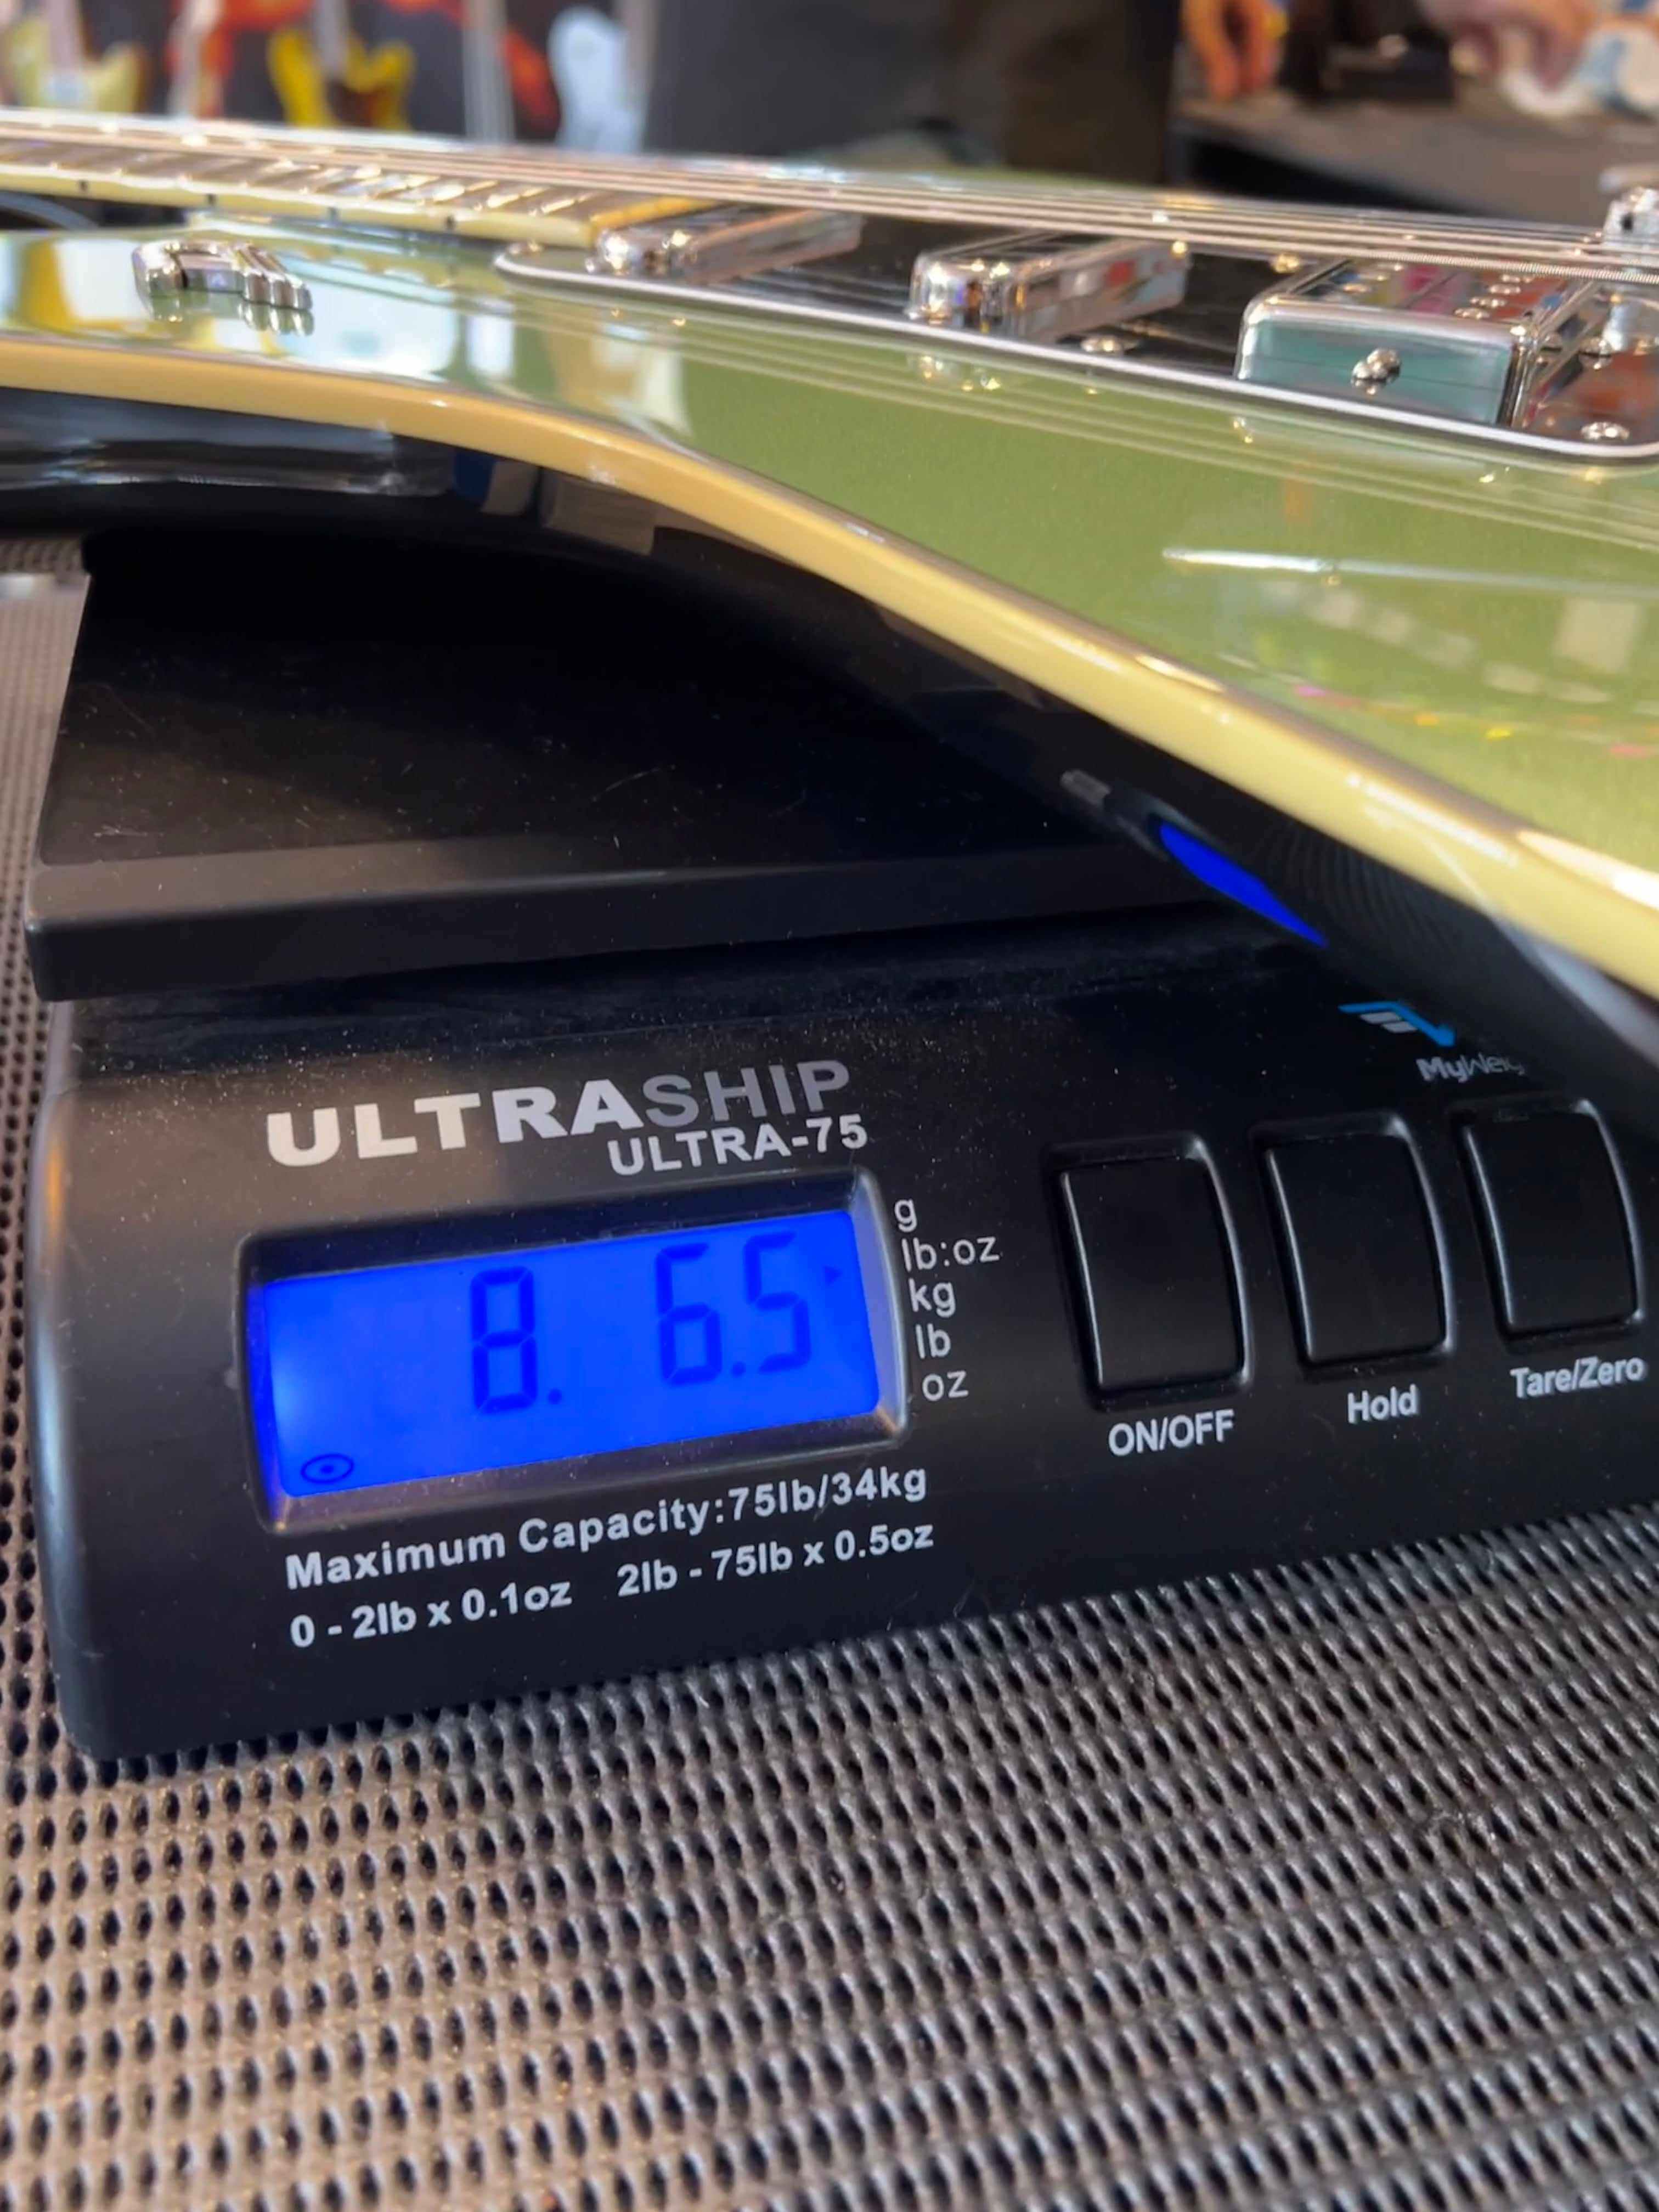 MyWeigh
ULTRASHIP
ULTRA-75
g
lb:oz
kg
lb
oz
8. 6.5
ON/OFF
Hold
Tare/Zero
Maximum Capacity:75lb/34kg
0 - 2lb x 0.1oz 2lb - 75lb x 0.5oz